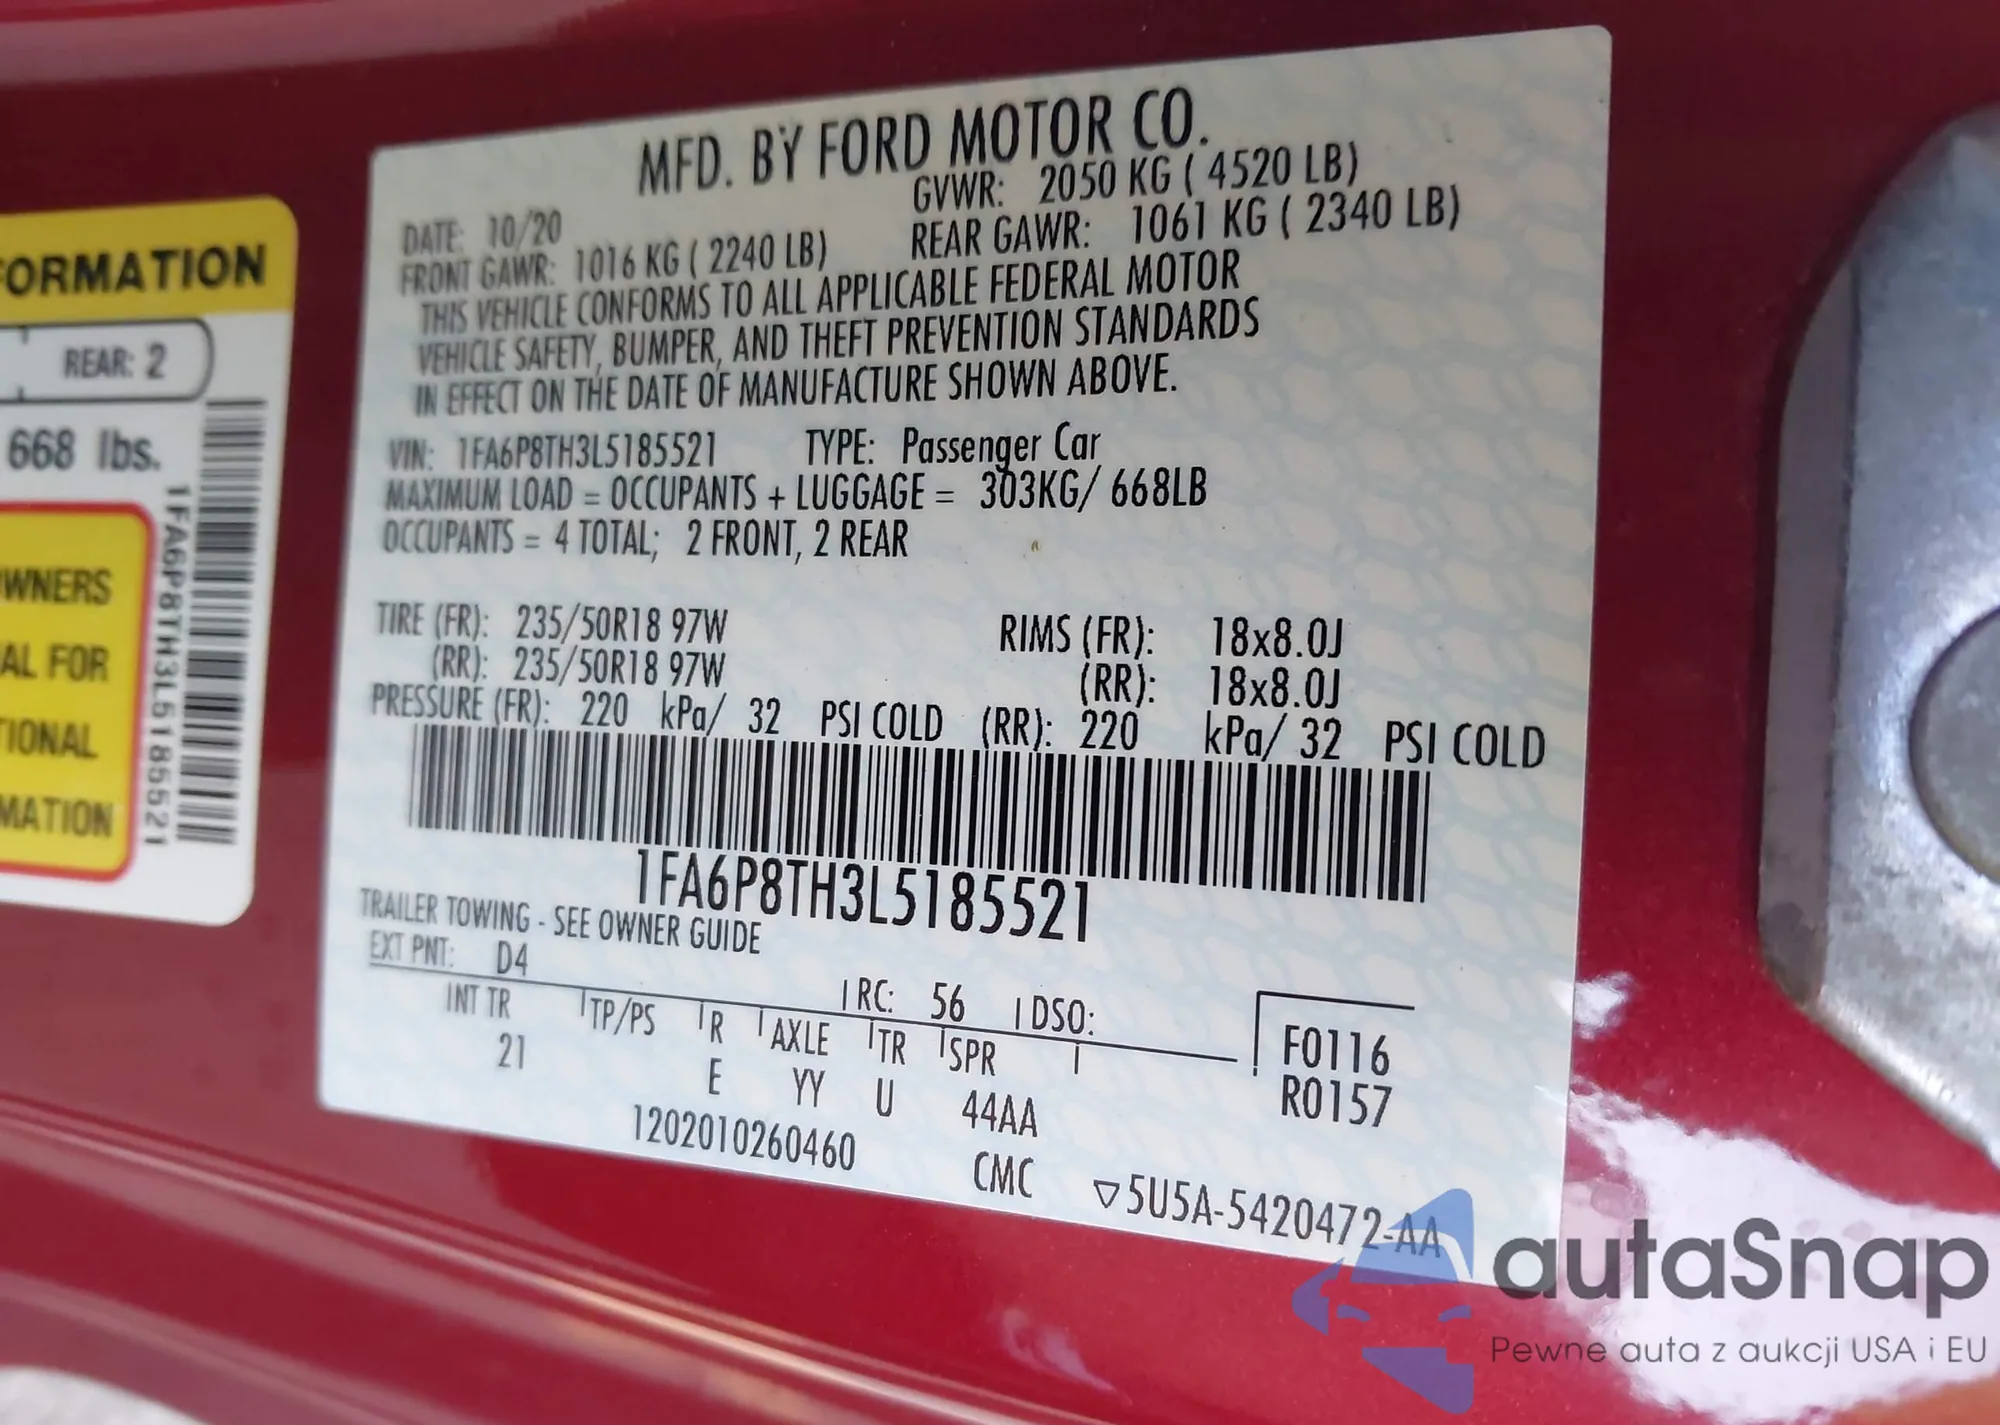 MFD. BY FORD MOTOR CO.
DATE: 10/20
GVWR: 2050 KG ( 4520 LB)
FRONT GAWR: 1016 KG ( 2240 LB)
REAR GAWR: 1061 KG ( 2340 LB)
THIS VEHICLE CONFORMS TO ALL APPLICABLE FEDERAL MOTOR
VEHICLE SAFETY, BUMPER, AND THEFT PREVENTION STANDARDS
IN EFFECT ON THE DATE OF MANUFACTURE SHOWN ABOVE.
VIN: 1FA6P8TH3L5185521 TYPE: Passenger Car
MAXIMUM LOAD = OCCUPANTS + LUGGAGE = 303KG/ 668LB
OCCUPANTS = 4 TOTAL; 2 FRONT, 2 REAR
TIRE (FR): 235/50R18 97W RIMS (FR): 18x8.0J
(RR): 235/50R18 97W (RR): 18x8.0J
PRESSURE (FR): 220 kPa/ 32 PSI COLD (RR): 220 kPa/ 32 PSI COLD
1FA6P8TH3L5185521
TRAILER TOWING - SEE OWNER GUIDE
EXT PNT: D4 RC: 56 DSO:
INT TR TP/PS R AXLE TR SPR
21 E YY U 44AA
F0116
R0157
1202010260460 CMC ▽5U5A-5420472-AA
FORMATION
REAR: 2
668 lbs.
1FA6P8TH3L5185521
OWNERS
AL FOR
TIONAL
MATION
autaSnap
Pewne auta z aukcji USA i EU